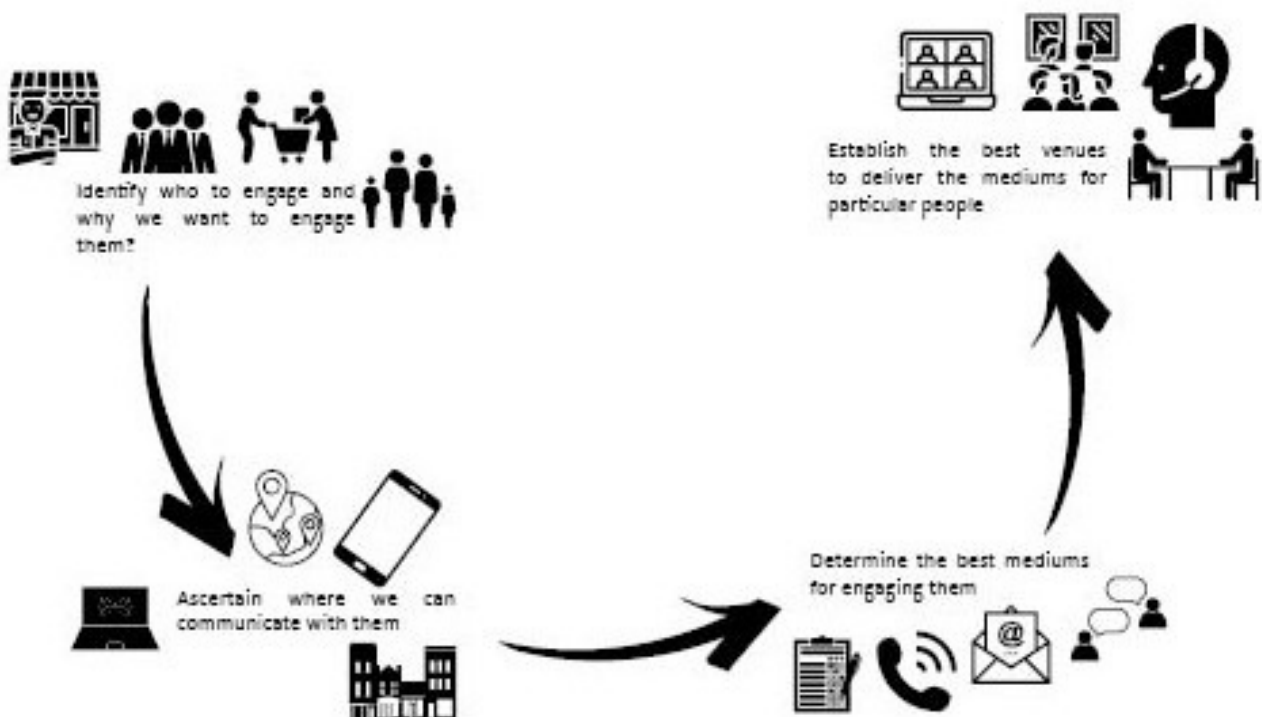 Identify who to engage and
why we want to engage
them?
Ascertain where we can
communicate with them
Determine the best mediums
for engaging them
@
Establish the best venues
to deliver the mediums for
particular people